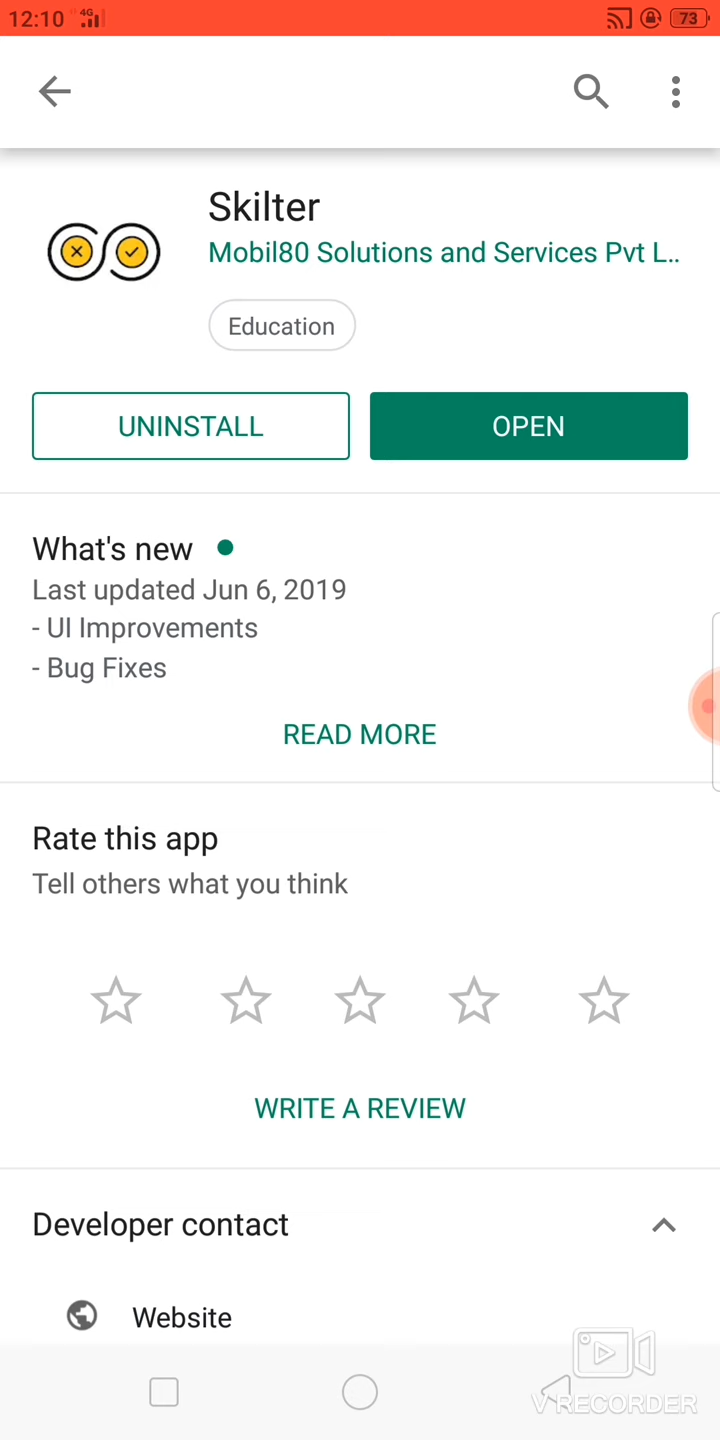 12:10 4G 73
Skilter
Mobil80 Solutions and Services Pvt L..
Education
UNINSTALL OPEN
What's new
Last updated Jun 6, 2019
- UI Improvements
- Bug Fixes
READ MORE
Rate this app
Tell others what you think
WRITE A REVIEW
Developer contact
Website
V RECORDER